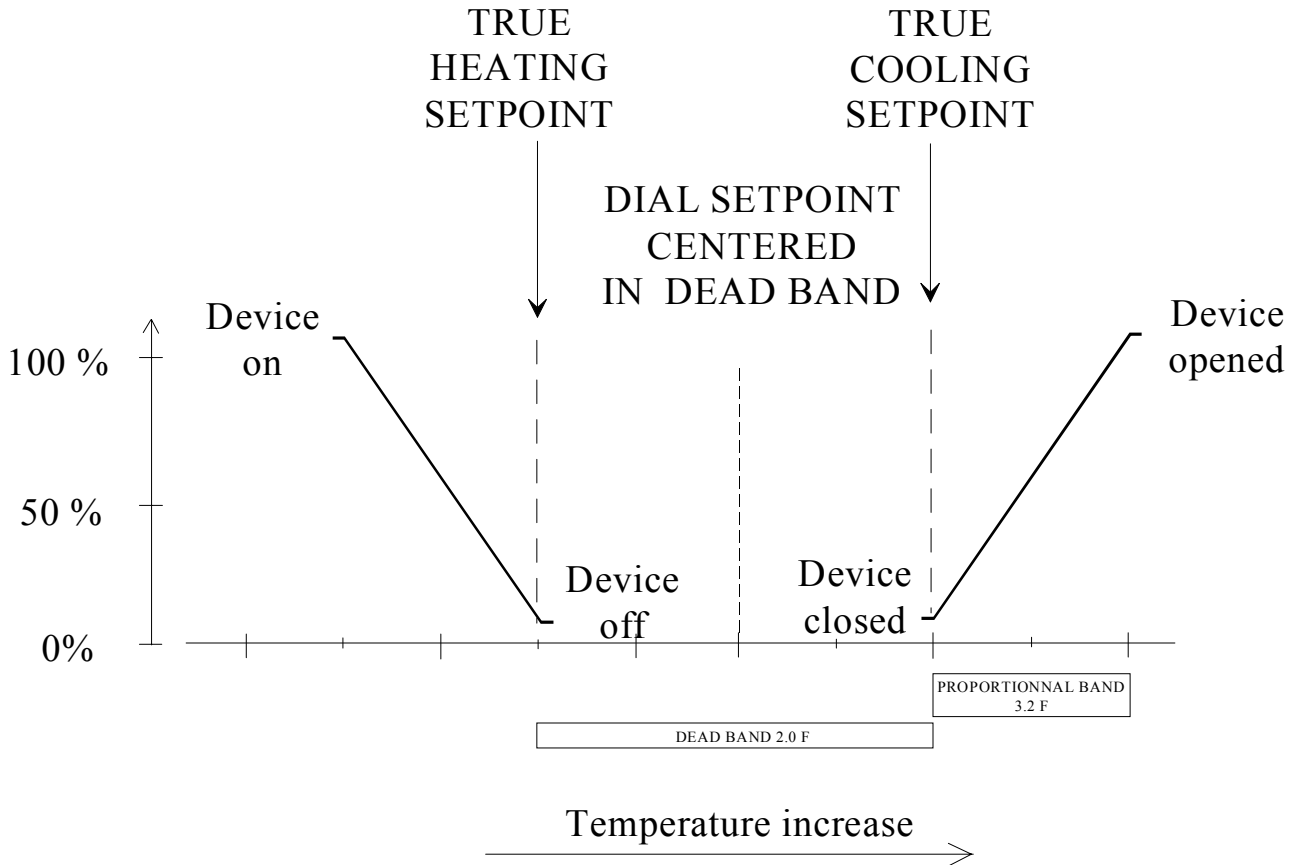 TRUE
HEATING
SETPOINT
TRUE
COOLING
SETPOINT
DIAL SETPOINT
CENTERED
IN DEAD BAND
Device
on
Device
opened
100 %
50 %
0%
Device
off
Device
closed
PROPORTIONNAL BAND
3.2 F
DEAD BAND 2.0 F
Temperature increase